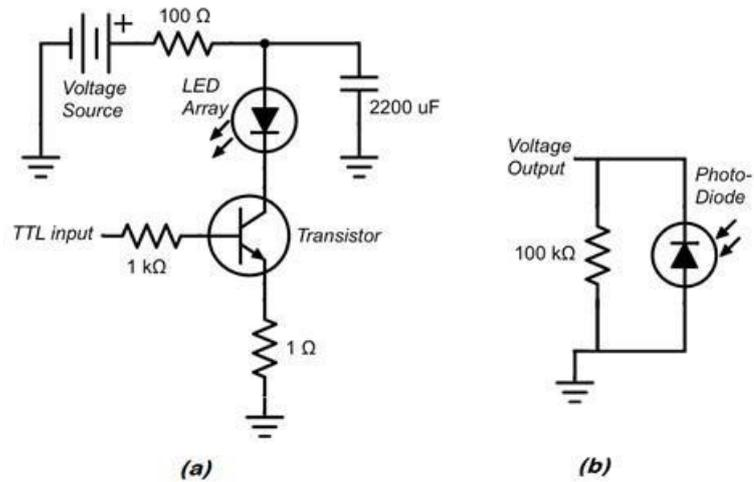 100 Ω
+
Voltage
Source
LED
Array
2200 uF
TTL input
1 kΩ
Transistor
1 Ω
(a)
Voltage
Output
Photo-
Diode
100 kΩ
(b)